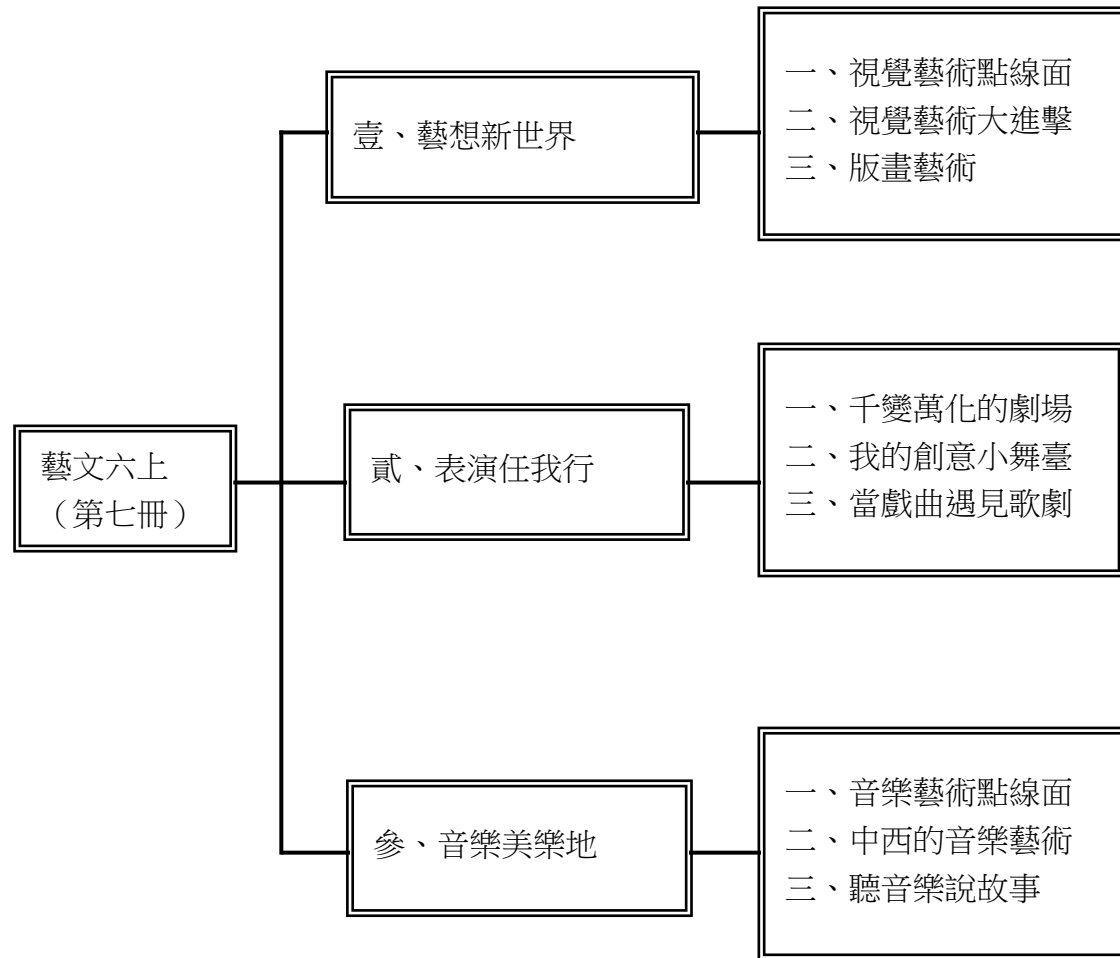 藝文六上
（第七冊）
壹、藝想新世界
一、視覺藝術點線面
二、視覺藝術大進擊
三、版畫藝術
貳、表演任我行
一、千變萬化的劇場
二、我的創意小舞臺
三、當戲曲遇見歌劇
參、音樂美樂地
一、音樂藝術點線面
二、中西的音樂藝術
三、聽音樂說故事